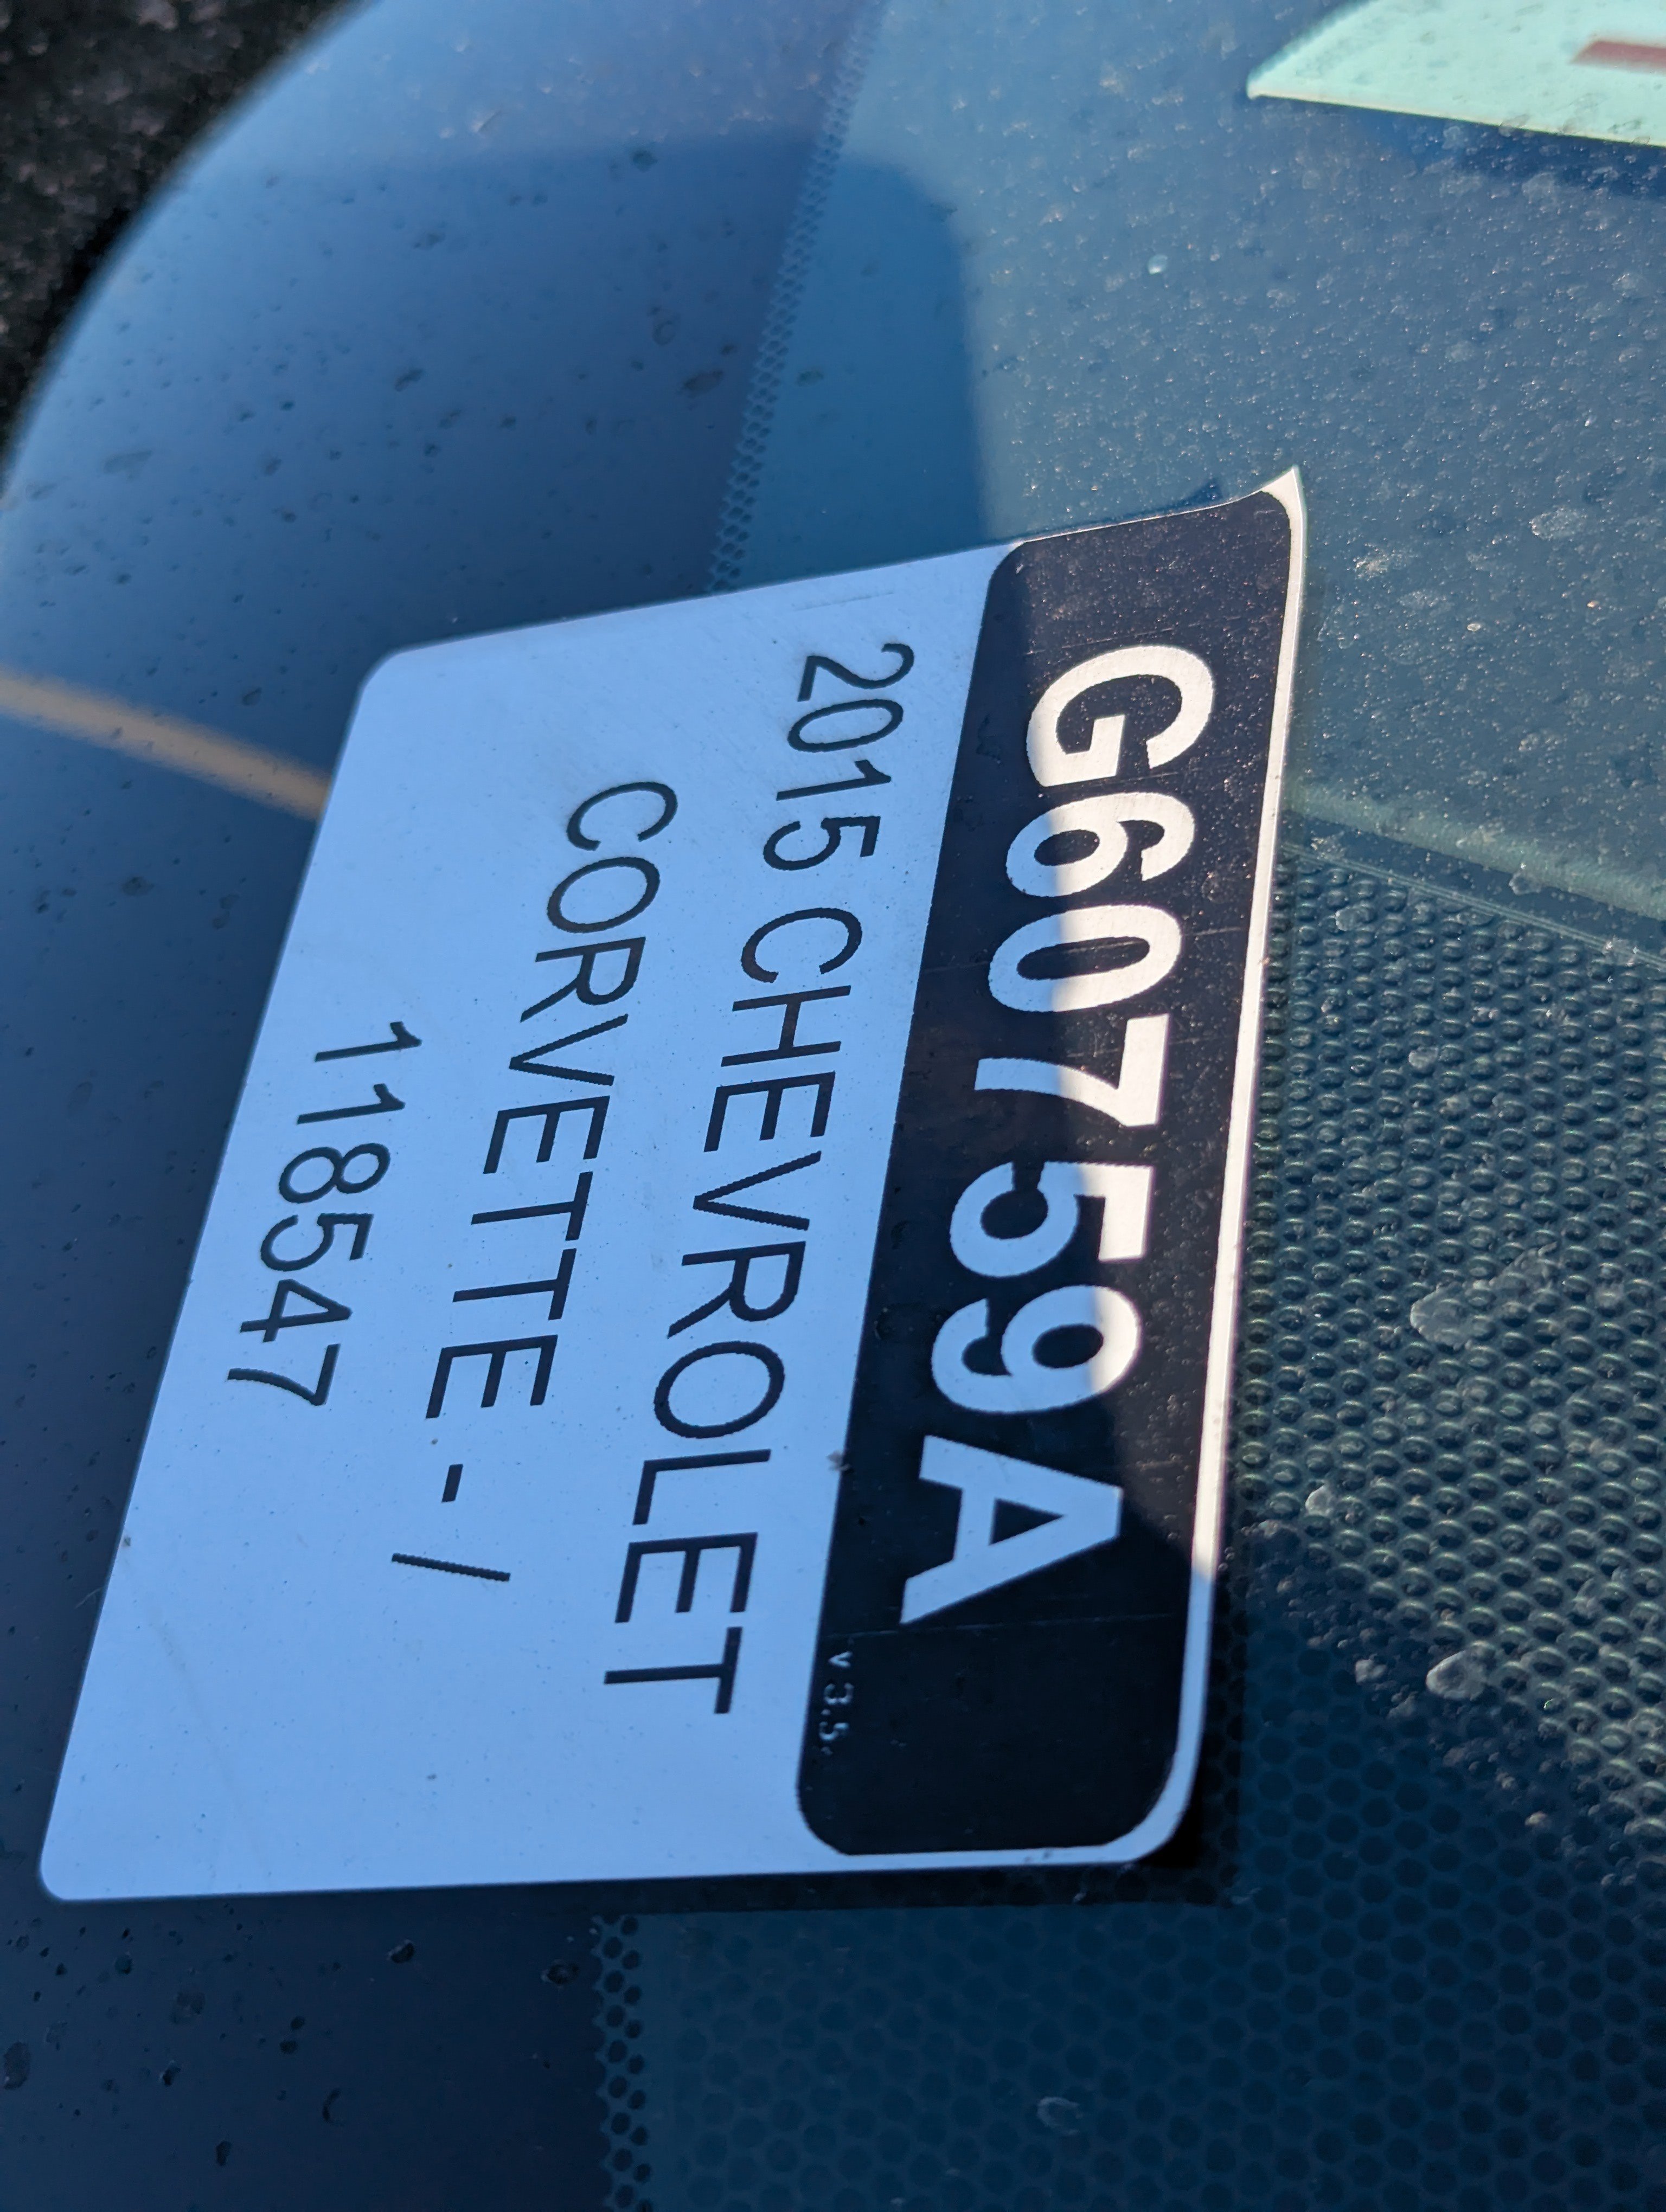 G60759A
v 3.5
2015 CHEVROLET
CORVETTE - /
118547